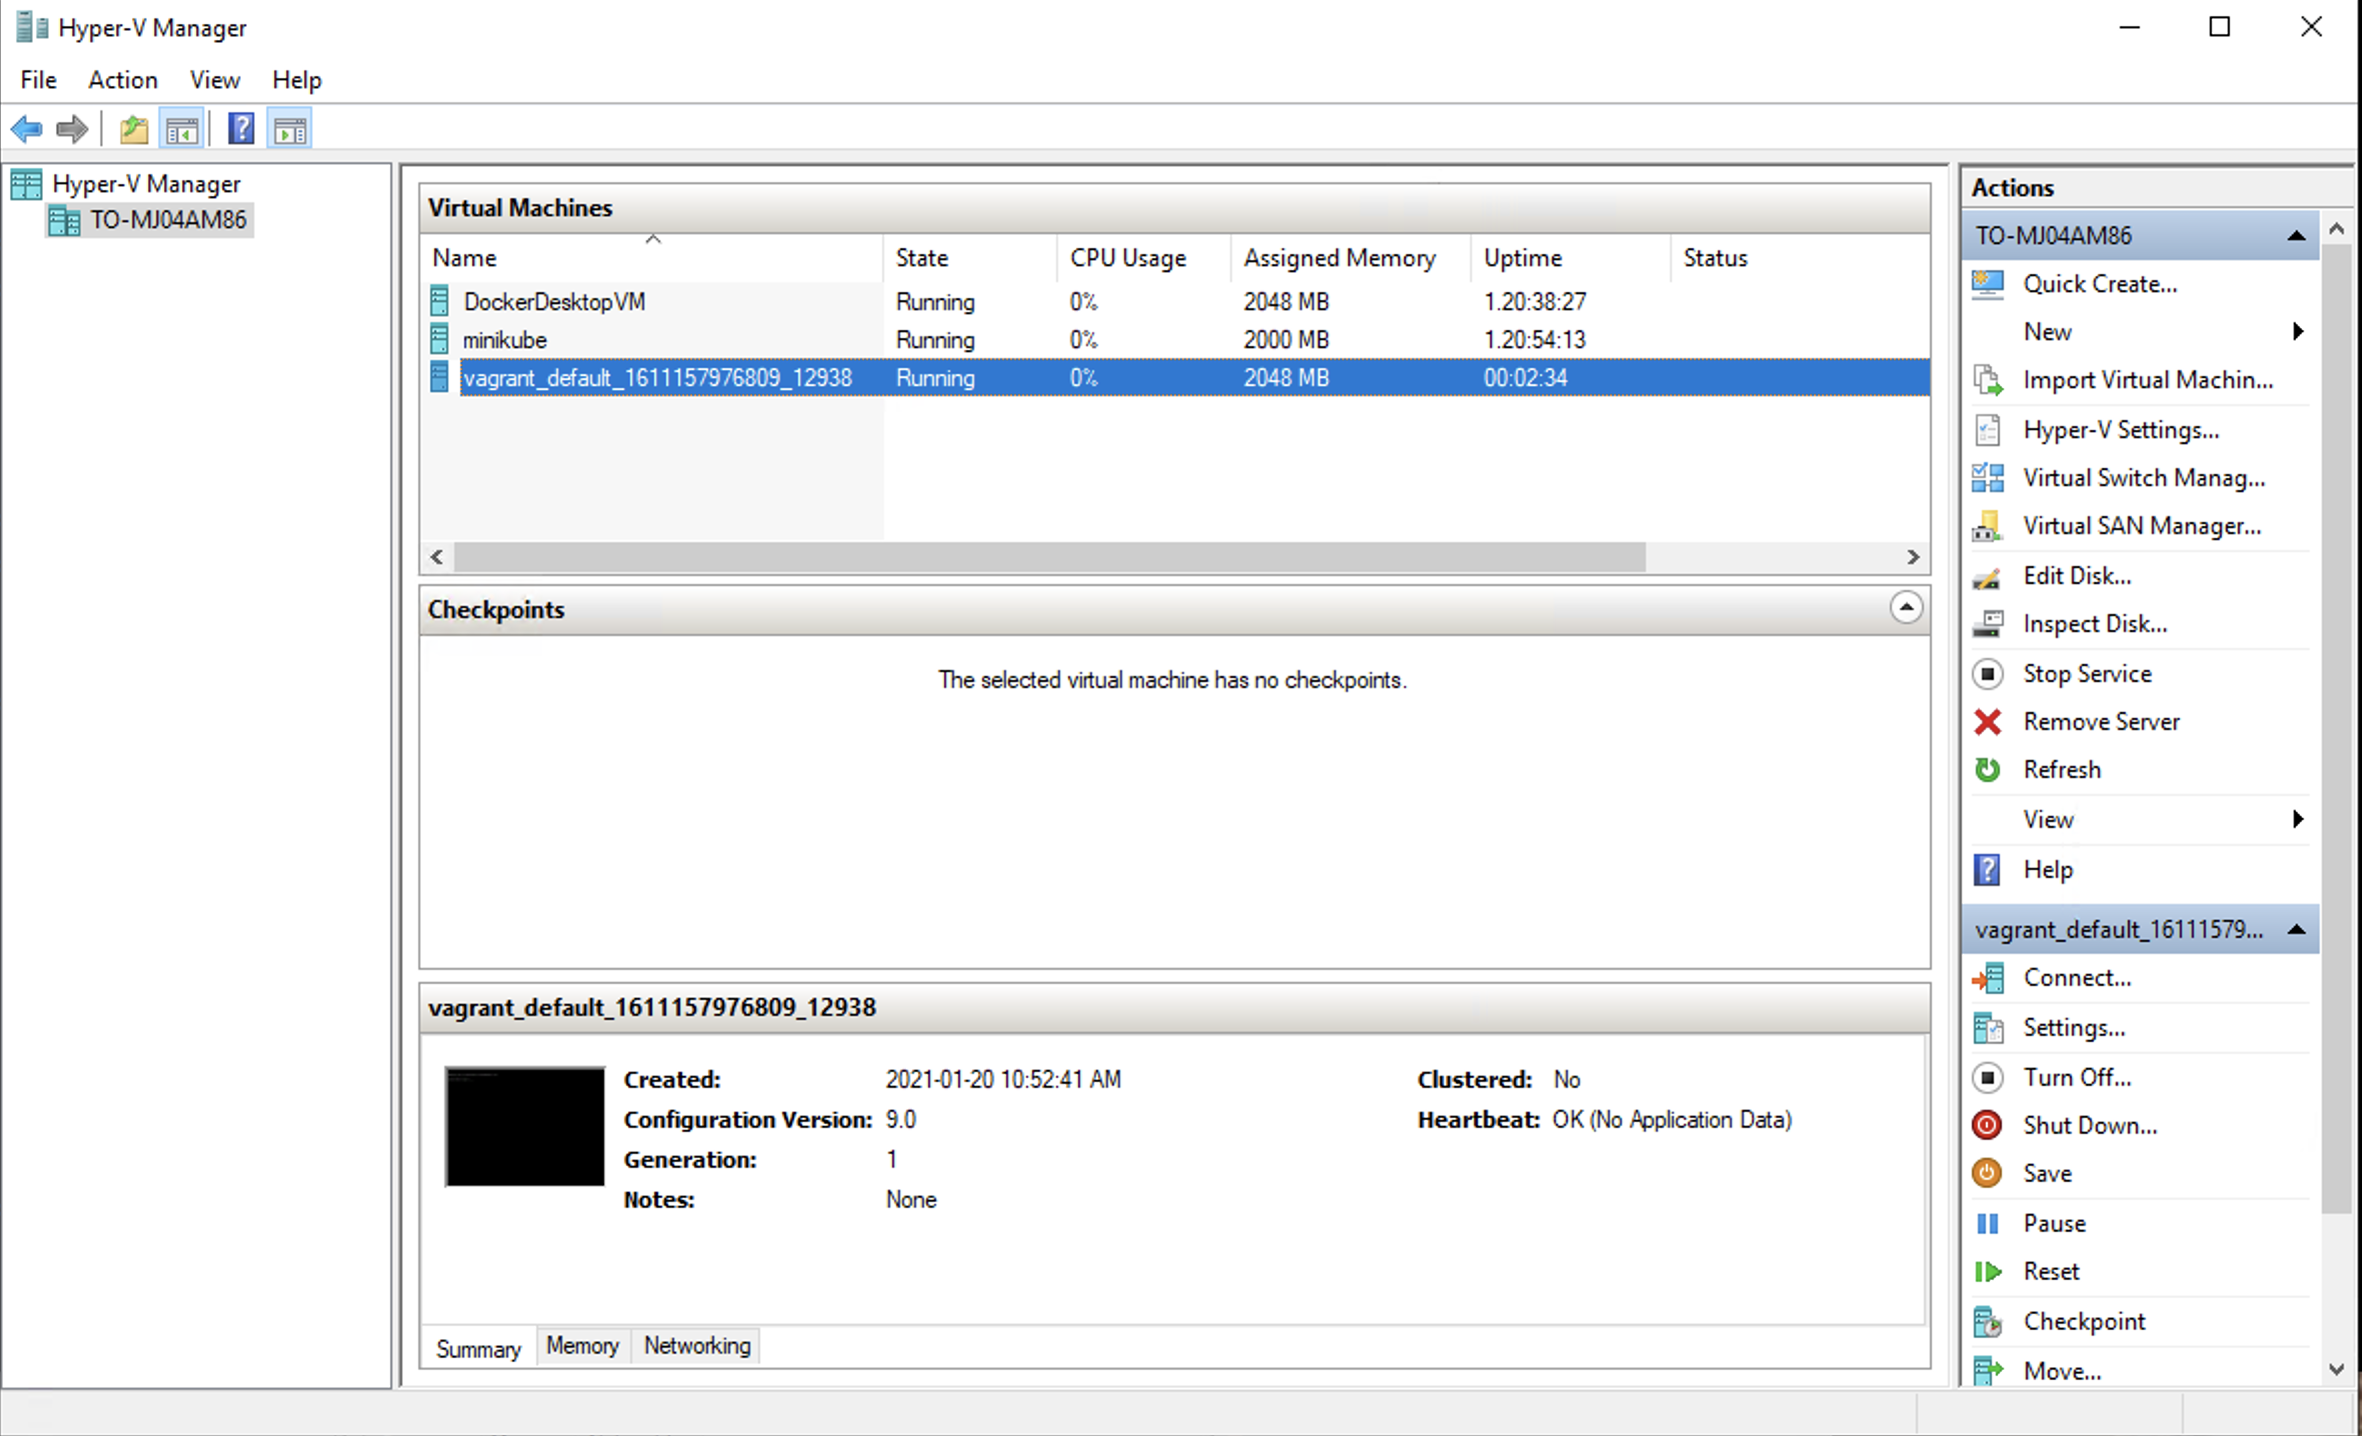 Hyper-V Manager
File Action View Help
Hyper-V Manager
TO-MJ04AM86
Virtual Machines
Name State CPU Usage Assigned Memory Uptime Status
DockerDesktopVM Running 0% 2048 MB 1.20:38:27
minikube Running 0% 2000 MB 1.20:54:13
vagrant_default_1611157976809_12938 Running 0% 2048 MB 00:02:34
Checkpoints
The selected virtual machine has no checkpoints.
vagrant_default_1611157976809_12938
Created: 2021-01-20 10:52:41 AM Clustered: No
Configuration Version: 9.0 Heartbeat: OK (No Application Data)
Generation: 1
Notes: None
Summary Memory Networking
Actions
TO-MJ04AM86
Quick Create...
New
Import Virtual Machin...
Hyper-V Settings...
Virtual Switch Manag...
Virtual SAN Manager...
Edit Disk...
Inspect Disk...
Stop Service
Remove Server
Refresh
View
Help
vagrant_default_16111579...
Connect...
Settings...
Turn Off...
Shut Down...
Save
Pause
Reset
Checkpoint
Move...